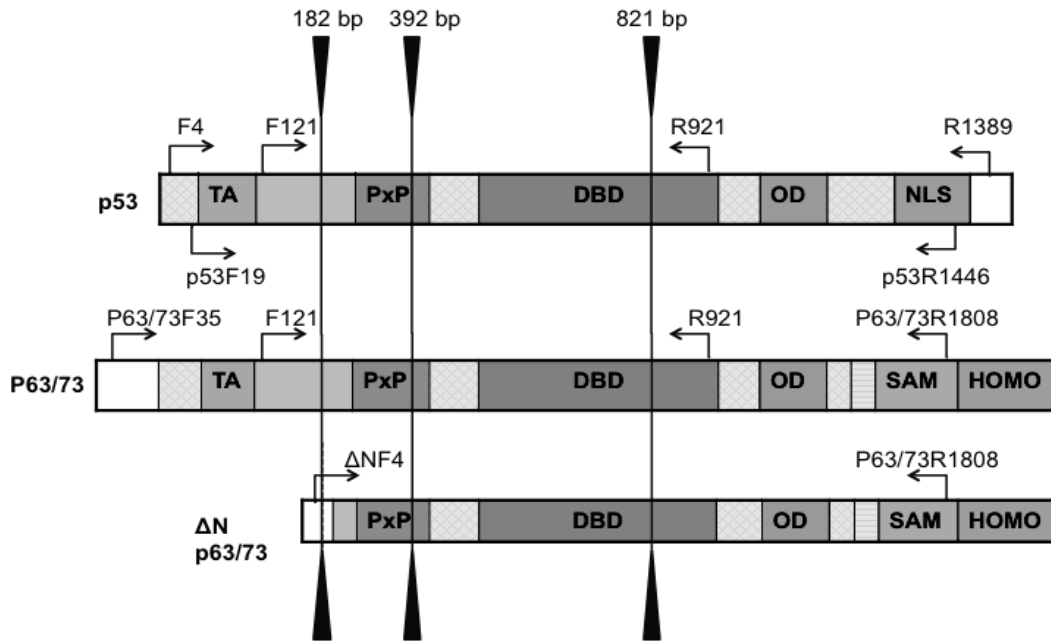 182 bp 392 bp 821 bp
F4 F121 R921 R1389
p53 TA PxP DBD OD NLS
p53F19 p53R1446
P63/73F35 F121 R921 P63/73R1808
P63/73 TA PxP DBD OD SAM HOMO
ΔNF4 P63/73R1808
PxP DBD OD SAM HOMO
ΔN
p63/73